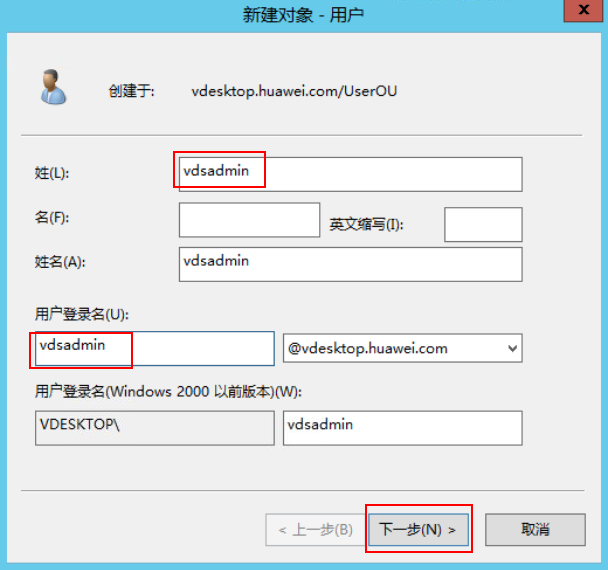 新建对象 - 用户
x
创建于: vdesktop.huawei.com/UserOU
姓(L): vdsadmin
名(F): 英文缩写(I):
姓名(A): vdsadmin
用户登录名(U):
vdsadmin @vdesktop.huawei.com
用户登录名(Windows 2000 以前版本)(W):
VDESKTOP\ vdsadmin
< 上一步(B) 下一步(N) > 取消